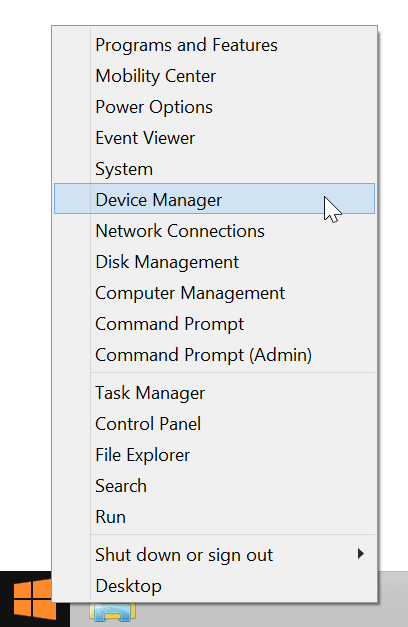 Programs and Features
Mobility Center
Power Options
Event Viewer
System
Device Manager
Network Connections
Disk Management
Computer Management
Command Prompt
Command Prompt (Admin)
Task Manager
Control Panel
File Explorer
Search
Run
Shut down or sign out
Desktop